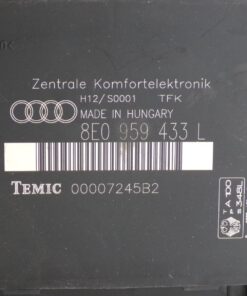 Zentrale Komfortelektronik
H12/S0001 TFK
MADE IN HUNGARY
8E0 959 433 L
TEMIC 00007245B2